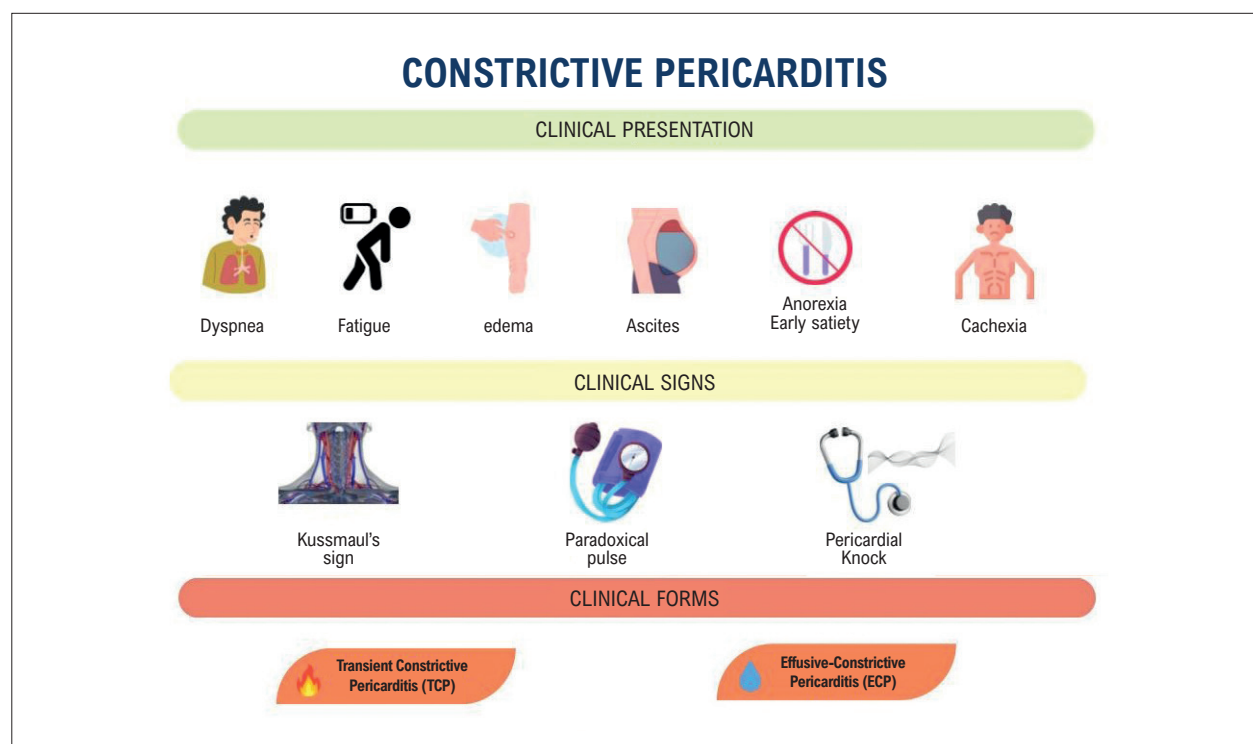 CONSTRICTIVE PERICARDITIS
CLINICAL PRESENTATION
Dyspnea
Fatigue
edema
Ascites
Anorexia
Early satiety
Cachexia
CLINICAL SIGNS
Kussmaul's
sign
Paradoxical
pulse
Pericardial
Knock
CLINICAL FORMS
Transient Constrictive
Pericarditis (TCP)
Effusive-Constrictive
Pericarditis (ECP)